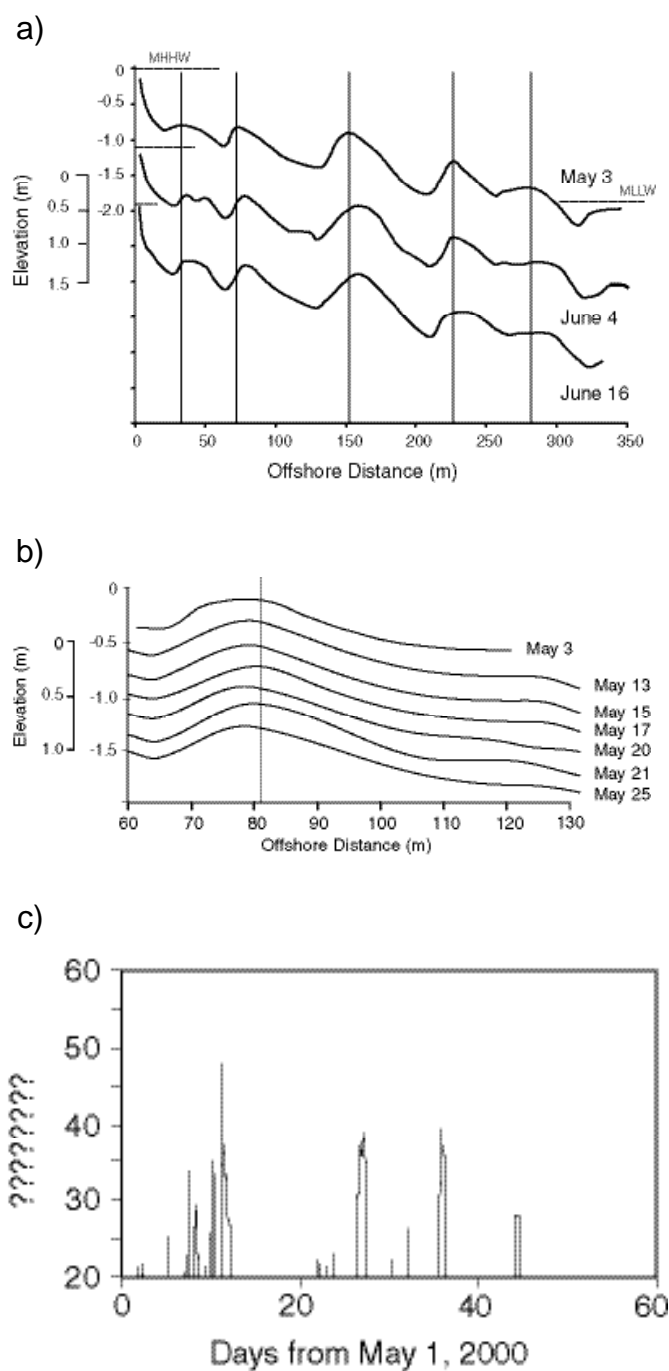 a)
MHHW
0
-0.5
-1.0
-1.5
-2.0
0
0.5
1.0
1.5
Elevation (m)
May 3
MLLW
June 4
June 16
0 50 100 150 200 250 300 350
Offshore Distance (m)
b)
0
-0.5
-1.0
-1.5
0
0.5
1.0
Elevation (m)
May 3
May 13
May 15
May 17
May 20
May 21
May 25
60 70 80 90 100 110 120 130
Offshore Distance (m)
c)
60
50
40
30
20
?????????
0 20 40 60
Days from May 1, 2000